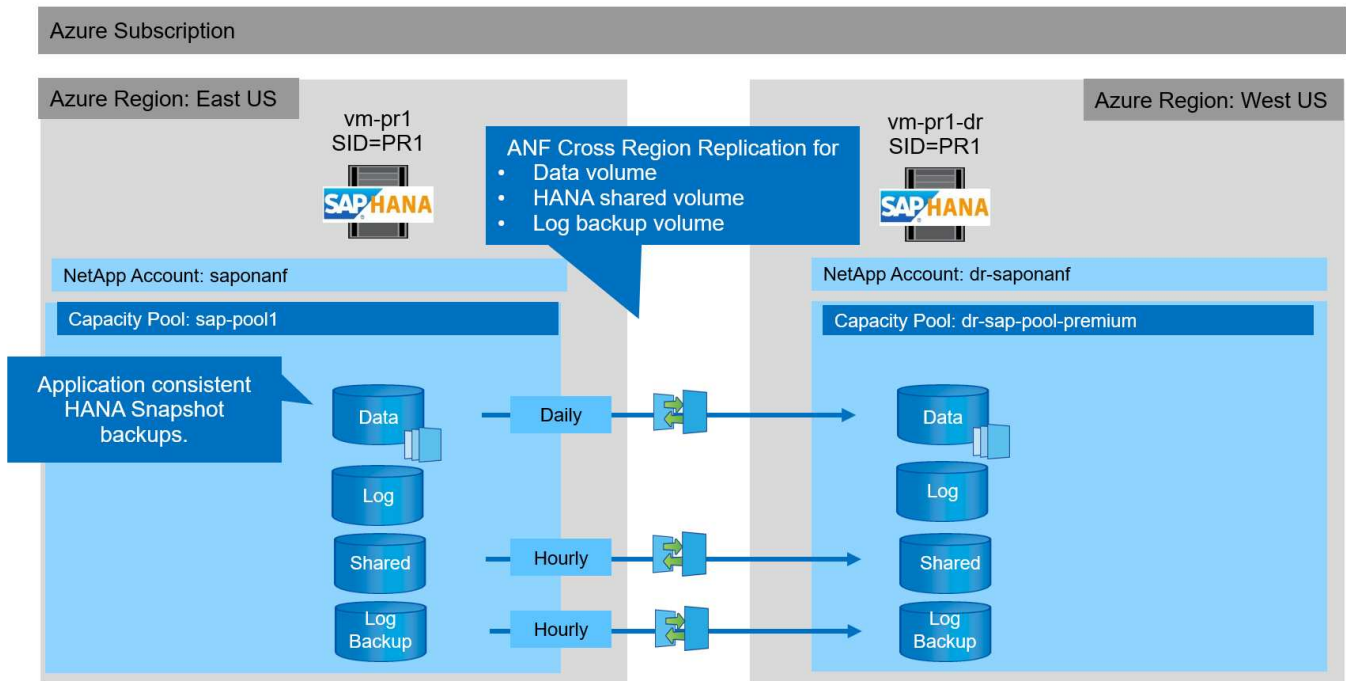 Azure Subscription
Azure Region: East US
Azure Region: West US
vm-pr1
SID=PR1
SAP HANA
ANF Cross Region Replication for
• Data volume
• HANA shared volume
• Log backup volume
vm-pr1-dr
SID=PR1
SAP HANA
NetApp Account: saponanf
NetApp Account: dr-saponanf
Capacity Pool: sap-pool1
Capacity Pool: dr-sap-pool-premium
Application consistent
HANA Snapshot
backups.
Data
Daily
Data
Log
Log
Shared
Hourly
Shared
Log
Backup
Hourly
Log
Backup